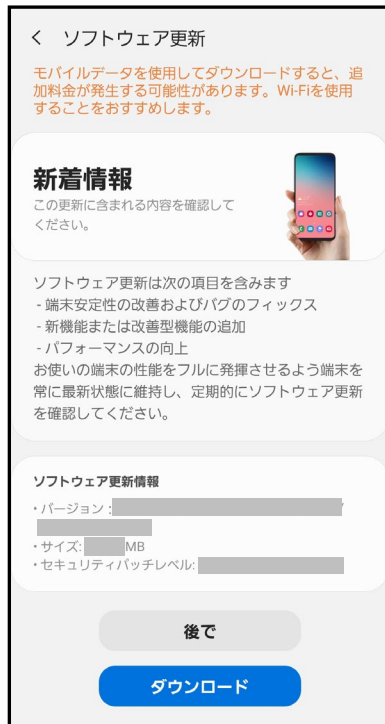 ソフトウェア更新
モバイルデータを使用してダウンロードすると、追
加料金が発生する可能性があります。Wi-Fiを使用
することをおすすめします。
新着情報
この更新に含まれる内容を確認して
ください。
ソフトウェア更新は次の項目を含みます
- 端末安定性の改善およびバグのフィックス
- 新機能または改善型機能の追加
- パフォーマンスの向上
お使いの端末の性能をフルに発揮させるよう端末を
常に最新状態に維持し、定期的にソフトウェア更新
を確認してください。
ソフトウェア更新情報
・バージョン : /
・サイズ: MB
・セキュリティパッチレベル:
後で
ダウンロード